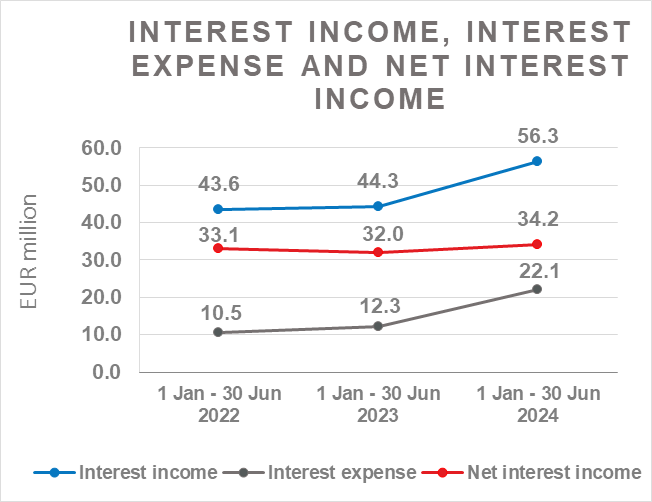 INTEREST INCOME, INTEREST
EXPENSE AND NET INTEREST
INCOME
EUR million
60.0
50.0
40.0
30.0
20.0
10.0
0.0
43.6
44.3
56.3
33.1
32.0
34.2
10.5
12.3
22.1
1 Jan - 30 Jun
2022
1 Jan - 30 Jun
2023
1 Jan - 30 Jun
2024
Interest income
Interest expense
Net interest income